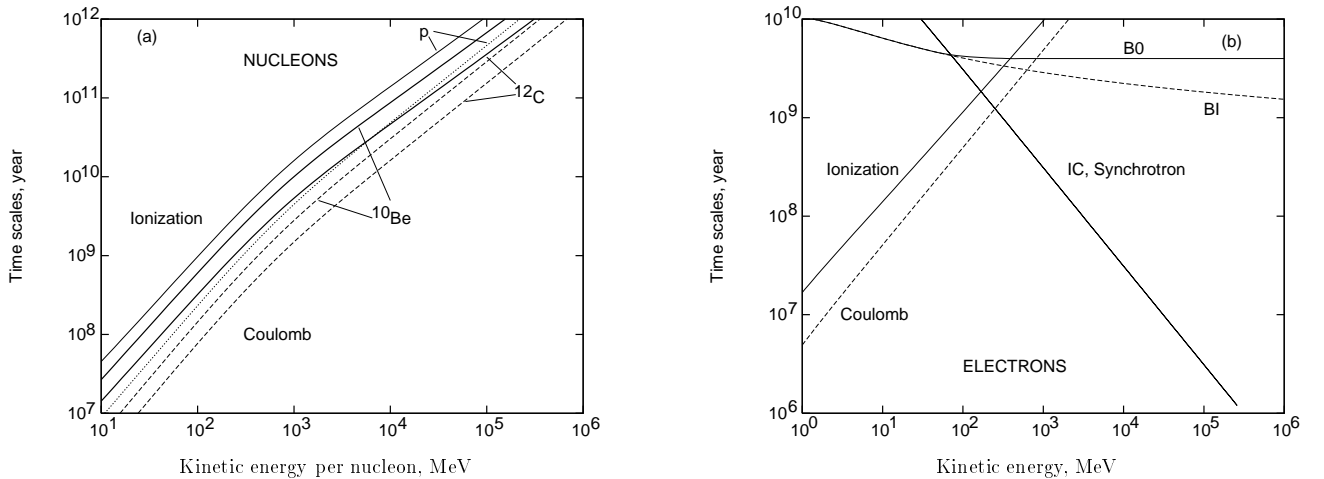 (a)
NUCLEONS
p
12C
10Be
Ionization
Coulomb
Time scales, year
10^12
10^11
10^10
10^9
10^8
10^7
10^1 10^2 10^3 10^4 10^5 10^6
Kinetic energy per nucleon, MeV
(b)
B0
BI
Ionization
IC, Synchrotron
Coulomb
ELECTRONS
Time scales, year
10^10
10^9
10^8
10^7
10^6
10^0 10^1 10^2 10^3 10^4 10^5 10^6
Kinetic energy, MeV